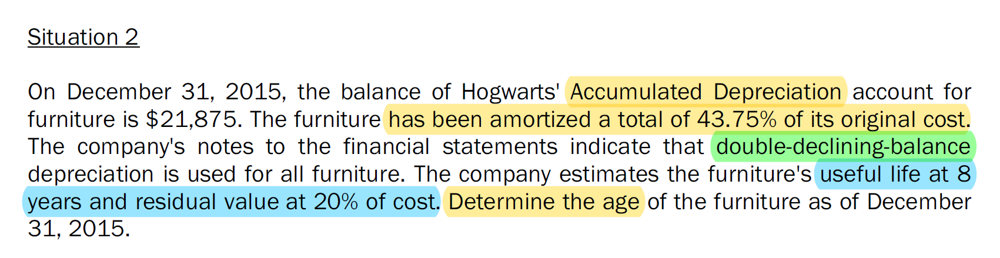 Situation 2
On December 31, 2015, the balance of Hogwarts' Accumulated Depreciation account for
furniture is $21,875. The furniture has been amortized a total of 43.75% of its original cost.
The company's notes to the financial statements indicate that double-declining-balance
depreciation is used for all furniture. The company estimates the furniture's useful life at 8
years and residual value at 20% of cost. Determine the age of the furniture as of December
31, 2015.